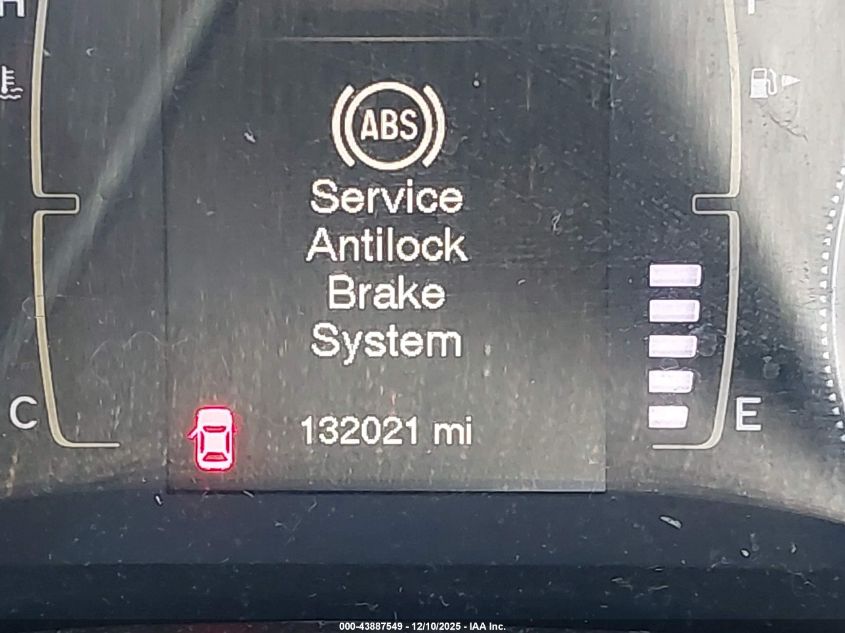 H
F
ABS
Service
Antilock
Brake
System
C
132021 mi
E
000-43887549 - 12/10/2025 - IAA Inc.